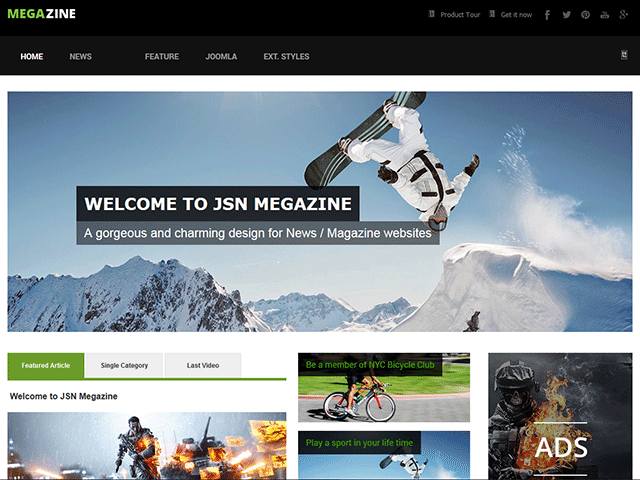 MEGAZINE
Product Tour Get it now
HOME NEWS FEATURE JOOMLA EXT. STYLES
WELCOME TO JSN MEGAZINE
A gorgeous and charming design for News / Magazine websites
Featured Article Single Category Last Video
Welcome to JSN Megazine
Be a member of NYC Bicycle Club
Play a sport in your life time
ADS